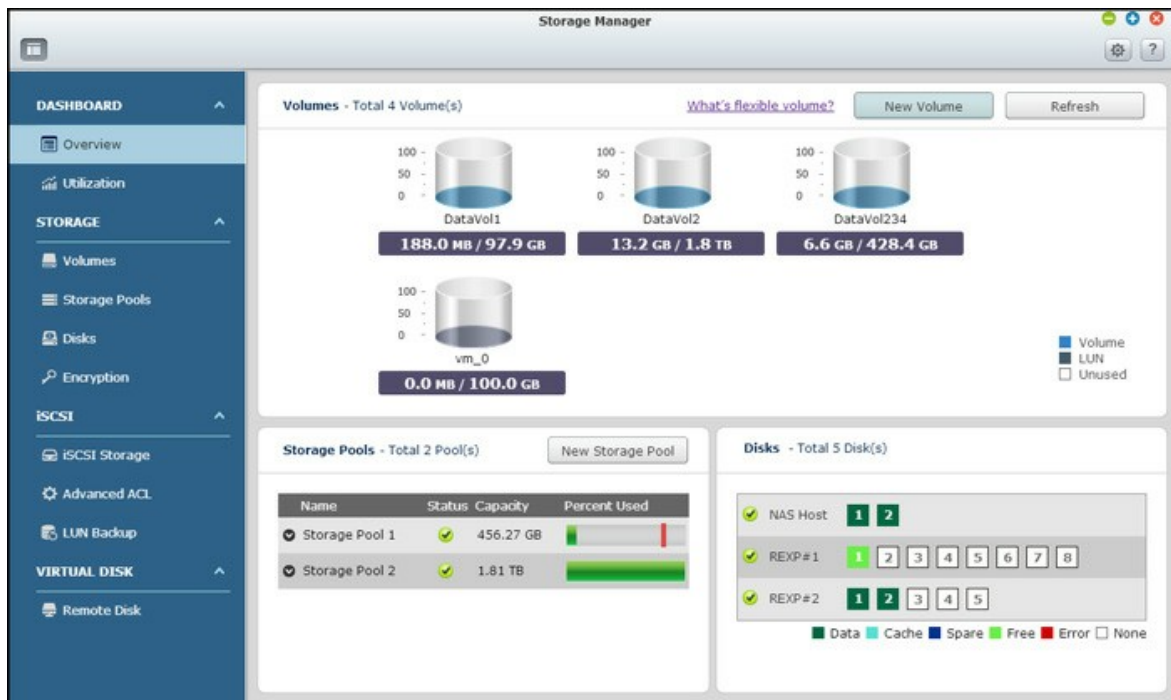 Storage Manager
?
DASHBOARD
Overview
Utilization
STORAGE
Volumes
Storage Pools
Disks
Encryption
iSCSI
iSCSI Storage
Advanced ACL
LUN Backup
VIRTUAL DISK
Remote Disk
Volumes - Total 4 Volume(s)
What's flexible volume?
New Volume
Refresh
100
50
0
DataVol1
188.0 MB / 97.9 GB
100
50
0
DataVol2
13.2 GB / 1.8 TB
100
50
0
DataVol234
6.6 GB / 428.4 GB
100
50
0
vm_0
0.0 MB / 100.0 GB
Volume
LUN
Unused
Storage Pools - Total 2 Pool(s)
New Storage Pool
Name Status Capacity Percent Used
Storage Pool 1 456.27 GB
Storage Pool 2 1.81 TB
Disks - Total 5 Disk(s)
NAS Host 1 2
REXP#1 1 2 3 4 5 6 7 8
REXP#2 1 2 3 4 5
Data Cache Spare Free Error None